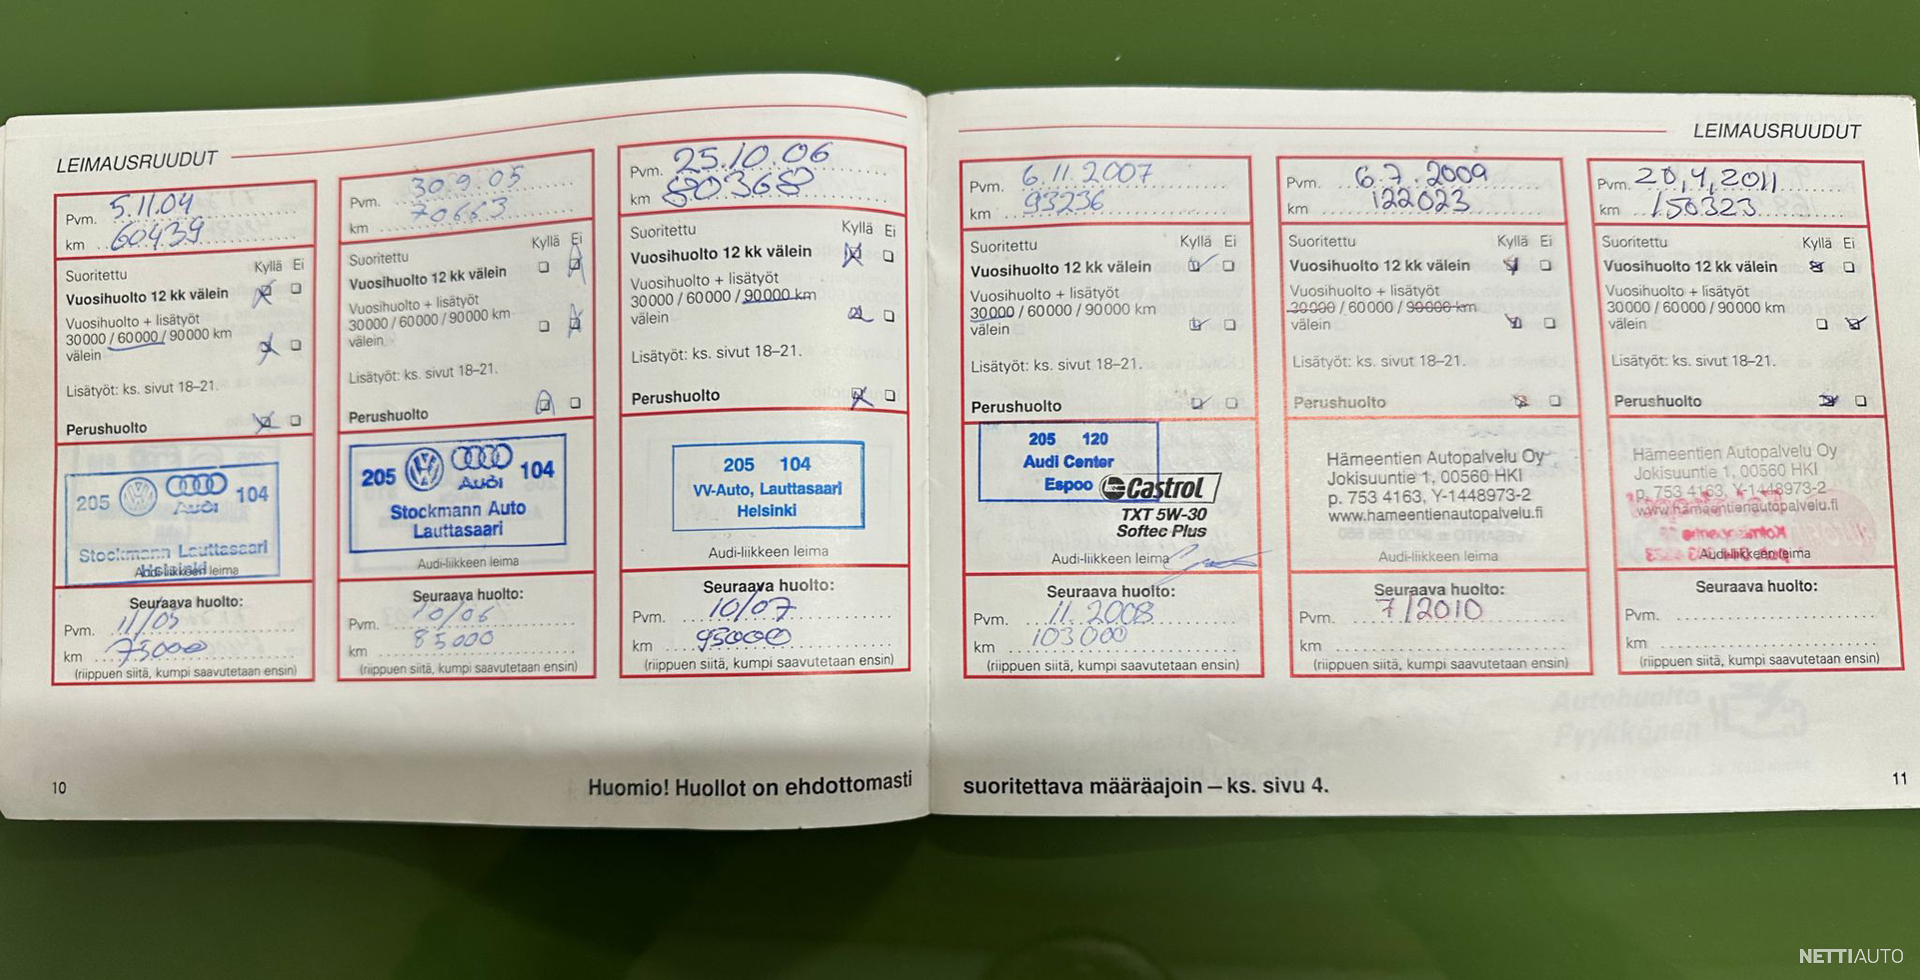 LEIMAUSRUUDUT
Pvm. 5.11.04
km 60439
Suoritettu Kyllä Ei
Vuosihuolto 12 kk välein
Vuosihuolto + lisätyöt
30000 / 60000 / 90000 km
välein
Lisätyöt: ks. sivut 18–21.
Perushuolto
205 Audi 104
Stockmann Lauttasaari
Helsinki
Audi-liikkeen leima
Seuraava huolto:
Pvm. 11/05
km 75000
(riippuen siitä, kumpi saavutetaan ensin)
Pvm. 30.9.05
km 70663
Suoritettu Kyllä Ei
Vuosihuolto 12 kk välein
Vuosihuolto + lisätyöt
30000 / 60000 / 90000 km
välein
Lisätyöt: ks. sivut 18–21.
Perushuolto
205 Audi 104
Stockmann Auto
Lauttasaari
Audi-liikkeen leima
Seuraava huolto:
Pvm. 10/06
km 85000
(riippuen siitä, kumpi saavutetaan ensin)
Pvm. 25.10.06
km 80368
Suoritettu Kyllä Ei
Vuosihuolto 12 kk välein
Vuosihuolto + lisätyöt
30000 / 60000 / 90000 km
välein
Lisätyöt: ks. sivut 18–21.
Perushuolto
205 104
VV-Auto, Lauttasaari
Helsinki
Audi-liikkeen leima
Seuraava huolto:
Pvm. 10/07
km 95000
(riippuen siitä, kumpi saavutetaan ensin)
10
Huomio! Huollot on ehdottomasti
LEIMAUSRUUDUT
Pvm. 6.11.2007
km 93236
Suoritettu Kyllä Ei
Vuosihuolto 12 kk välein
Vuosihuolto + lisätyöt
30000 / 60000 / 90000 km
välein
Lisätyöt: ks. sivut 18–21.
Perushuolto
205 120
Audi Center
Espoo
Castrol
TXT 5W-30
Softec Plus
Audi-liikkeen leima
Seuraava huolto:
Pvm. 11.2008
km 103000
(riippuen siitä, kumpi saavutetaan ensin)
Pvm. 6.7.2009
km 122023
Suoritettu Kyllä Ei
Vuosihuolto 12 kk välein
Vuosihuolto + lisätyöt
30000 / 60000 / 90000 km
välein
Lisätyöt: ks. sivut 18–21.
Perushuolto
Hämeentien Autopalvelu Oy
Jokisuuntie 1, 00560 HKI
p. 753 4163, Y-1448973-2
www.hameentienautopalvelu.fi
Audi-liikkeen leima
Seuraava huolto:
Pvm. 7/2010
km
(riippuen siitä, kumpi saavutetaan ensin)
Pvm. 20.4.2011
km 150323
Suoritettu Kyllä Ei
Vuosihuolto 12 kk välein
Vuosihuolto + lisätyöt
30000 / 60000 / 90000 km
välein
Lisätyöt: ks. sivut 18–21.
Perushuolto
Hämeentien Autopalvelu Oy
Jokisuuntie 1, 00560 HKI
p. 753 4163, Y-1448973-2
www.hameentienautopalvelu.fi
Audi-liikkeen leima
Seuraava huolto:
Pvm.
km
(riippuen siitä, kumpi saavutetaan ensin)
suoritettava määräajoin – ks. sivu 4.
11
NETTIAUTO